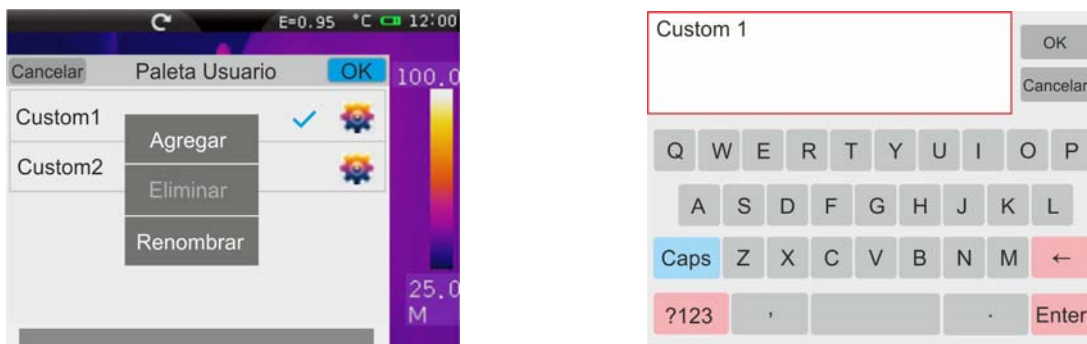 E=0.95 °C 12:00
Cancelar Paleta Usuario OK
100.0
Custom1
Agregar
Custom2
Eliminar
Renombrar
25.0
M
Custom 1
OK
Cancelar
Q W E R T Y U I O P
A S D F G H J K L
Caps Z X C V B N M ←
?123 , . Enter